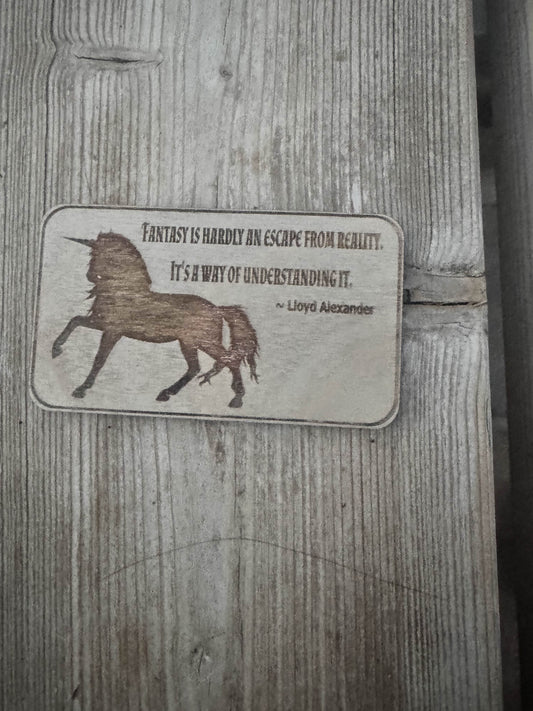 Fantasy is hardly an escape from reality.
It's a way of understanding it.
~ Lloyd Alexander